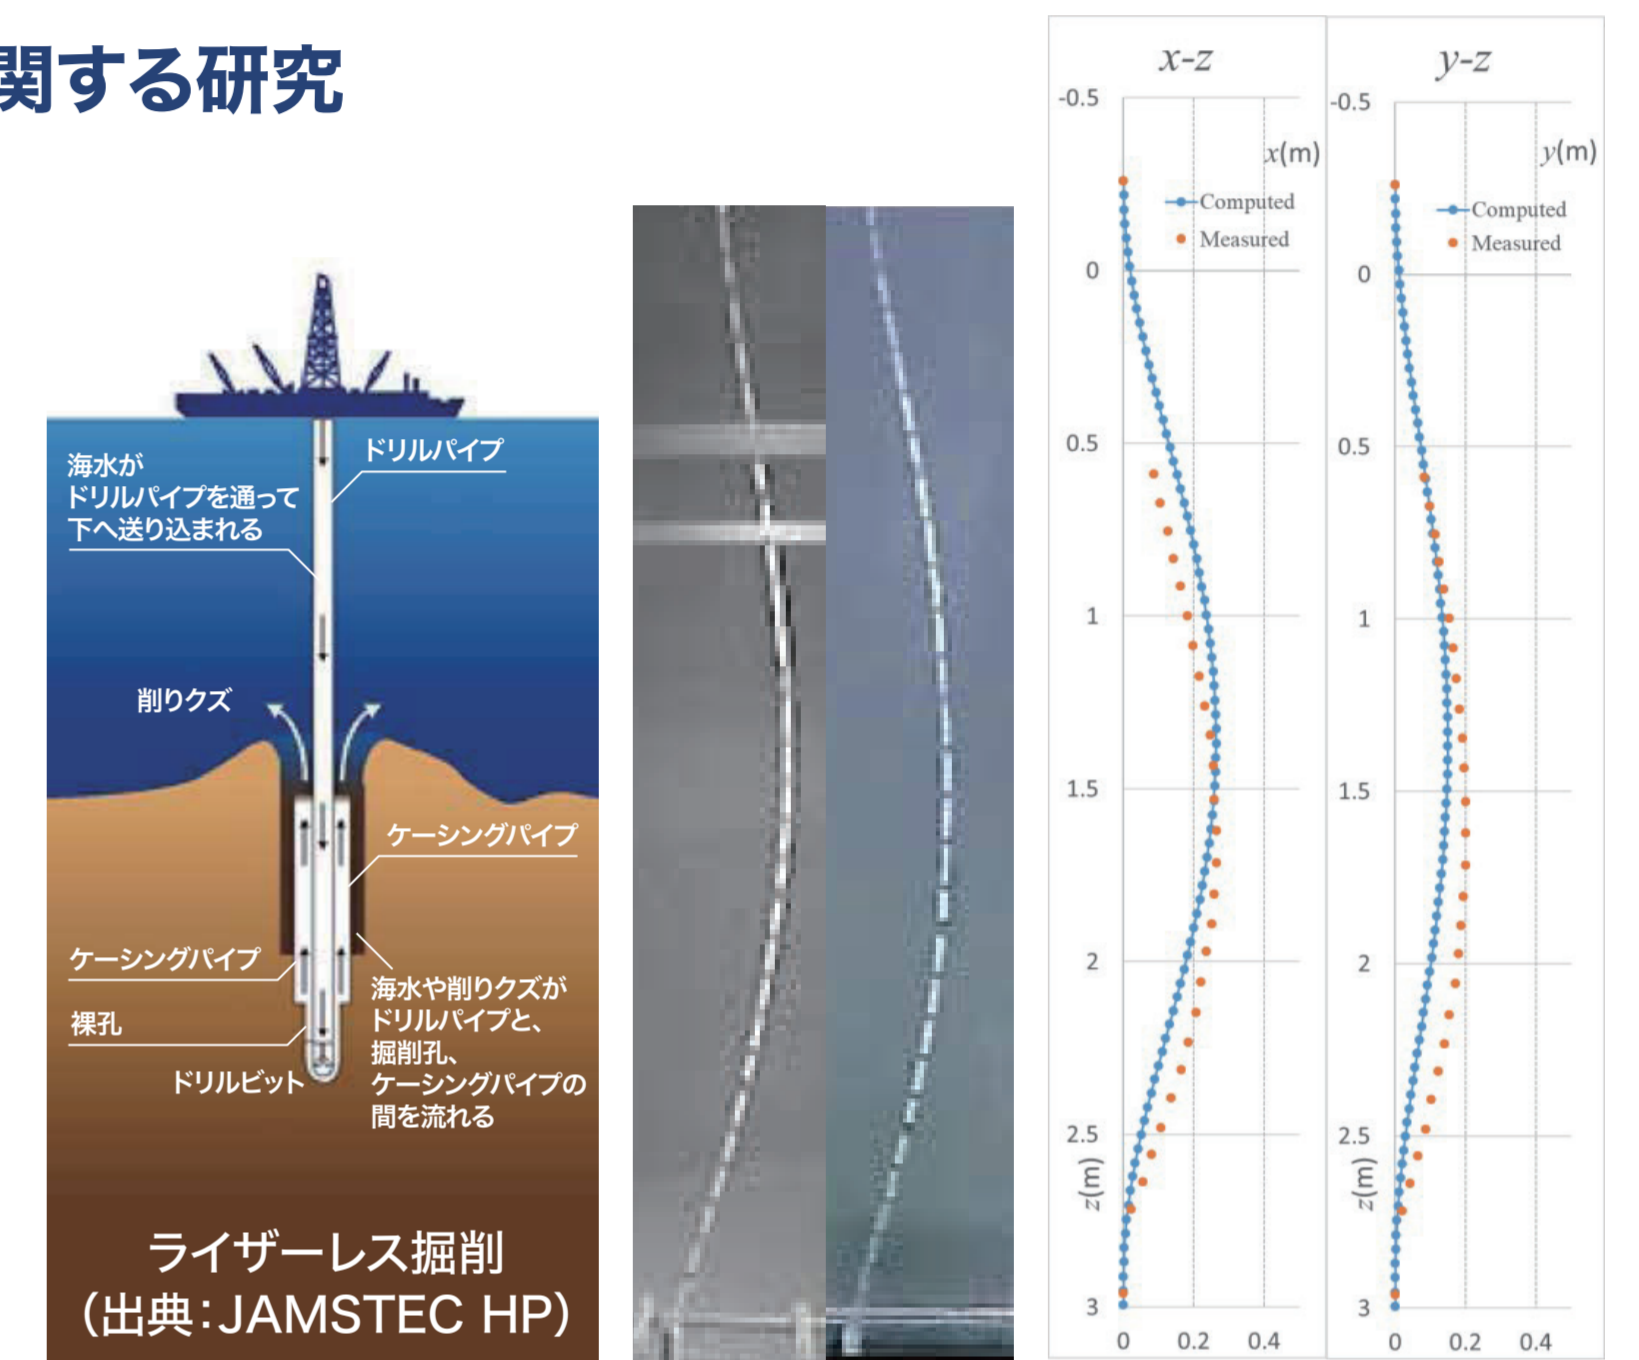 関する研究
海水が
ドリルパイプを通って
下へ送り込まれる
ドリルパイプ
削りクズ
ケーシングパイプ
ケーシングパイプ
裸孔
ドリルビット
海水や削りクズが
ドリルパイプと、
掘削孔、
ケーシングパイプの
間を流れる
ライザーレス掘削
（出典：JAMSTEC HP）
x-z
-0.5
x(m)
Computed
Measured
0
0.5
1
1.5
2
2.5
z(m)
3
0 0.2 0.4
y-z
-0.5
y(m)
Computed
Measured
0
0.5
1
1.5
2
2.5
z(m)
3
0 0.2 0.4